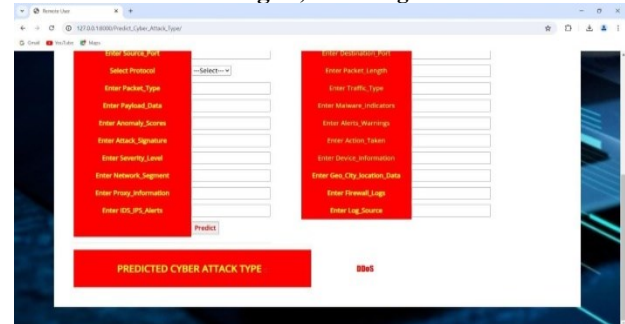 Remote User
127.0.0.1:8000/Predict_Cyber_Attack_Type/
Gmail YouTube Maps
Enter Source_Port Enter Destination_Port
Select Protocol ---Select--- Enter Packet_Length
Enter Packet_Type Enter Traffic_Type
Enter Payload_Data Enter Malware_Indicators
Enter Anomaly_Scores Enter Alerts_Warnings
Enter Attack_Signature Enter Action_Taken
Enter Severity_Level Enter Device_Information
Enter Network_Segment Enter Geo_City_location_Data
Enter Proxy_Information Enter Firewall_Logs
Enter IDS_IPS_Alerts Enter Log_Source
Predict
PREDICTED CYBER ATTACK TYPE DDoS